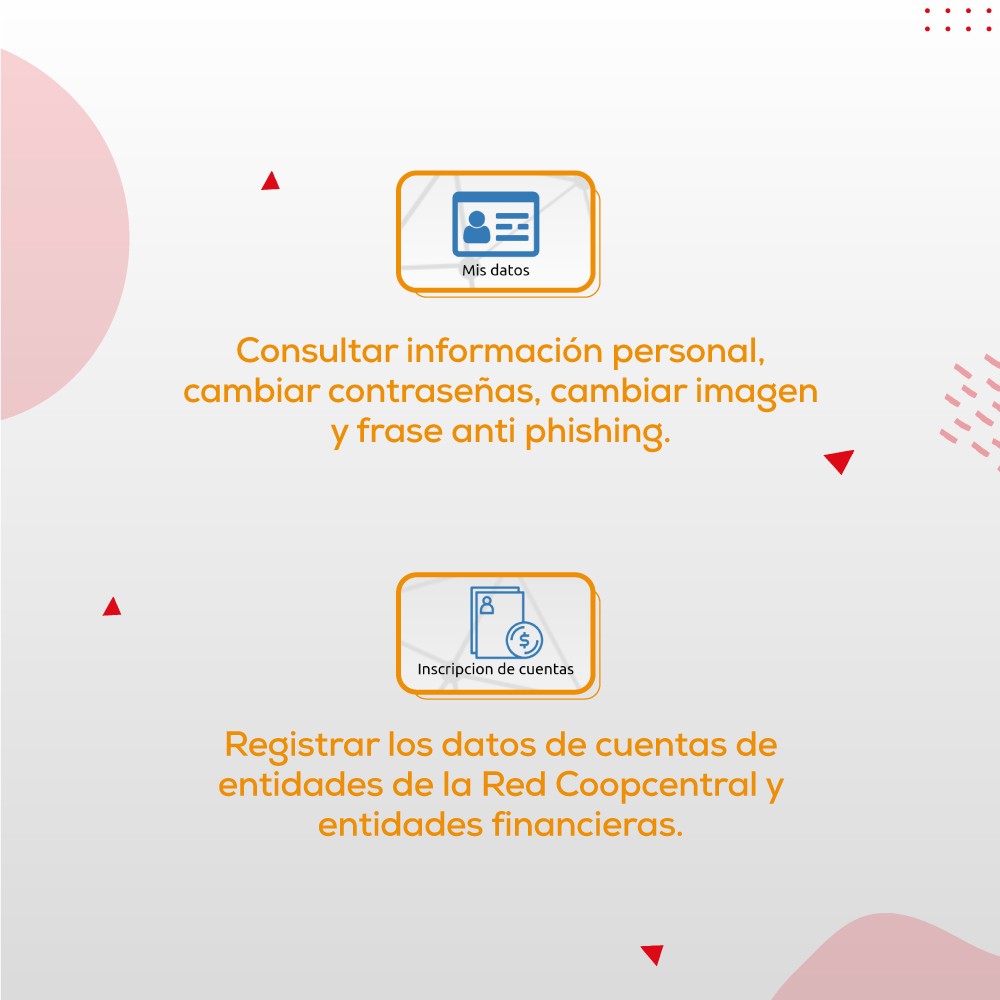 Mis datos
Consultar información personal,
cambiar contraseñas, cambiar imagen
y frase anti phishing.
$
Inscripcion de cuentas
Registrar los datos de cuentas de
entidades de la Red Coopcentral y
entidades financieras.